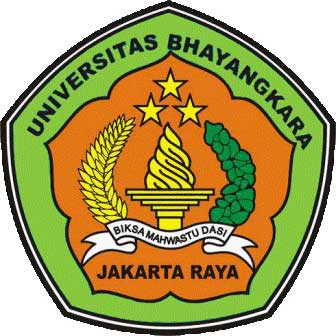 UNIVERSITAS BHAYANGKARA
BIKSA MAHWASTU DASI
JAKARTA RAYA